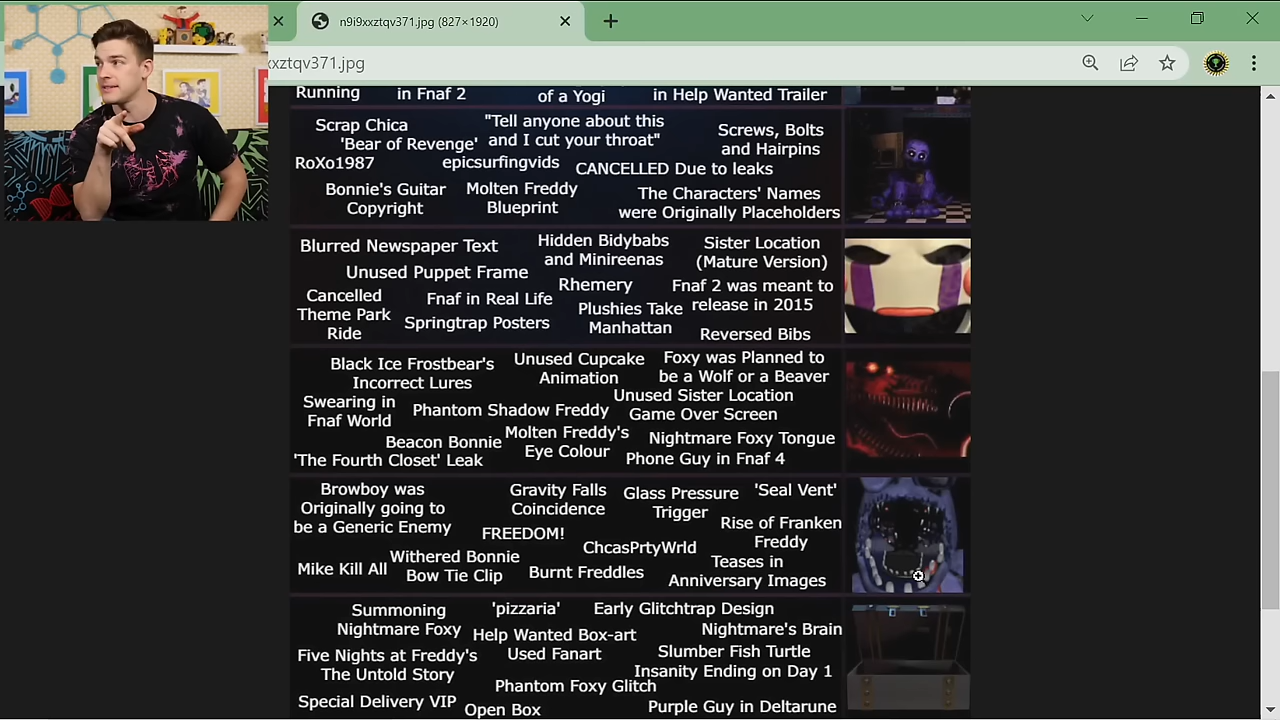 n9i9xxztqv371.jpg (827×1920)
xxztqv371.jpg
Running
in Fnaf 2
of a Yogi
in Help Wanted Trailer
Scrap Chica
'Bear of Revenge'
RoXo1987
"Tell anyone about this
and I cut your throat"
epicsurfingvids
Screws, Bolts
and Hairpins
CANCELLED Due to leaks
Bonnie's Guitar
Copyright
Molten Freddy
Blueprint
The Characters' Names
were Originally Placeholders
Blurred Newspaper Text
Hidden Bidybabs
and Minireenas
Sister Location
(Mature Version)
Unused Puppet Frame
Rhemery
Fnaf 2 was meant to
release in 2015
Cancelled
Theme Park
Ride
Fnaf in Real Life
Springtrap Posters
Plushies Take
Manhattan
Reversed Bibs
Black Ice Frostbear's
Incorrect Lures
Unused Cupcake
Animation
Foxy was Planned to
be a Wolf or a Beaver
Swearing in
Fnaf World
Phantom Shadow Freddy
Unused Sister Location
Game Over Screen
Beacon Bonnie
Molten Freddy's
Eye Colour
Nightmare Foxy Tongue
'The Fourth Closet' Leak
Phone Guy in Fnaf 4
Browboy was
Originally going to
be a Generic Enemy
Gravity Falls
Coincidence
Glass Pressure
Trigger
'Seal Vent'
FREEDOM!
Rise of Franken
Freddy
ChcasPrtyWrld
Mike Kill All
Withered Bonnie
Bow Tie Clip
Burnt Freddles
Teases in
Anniversary Images
Summoning
Nightmare Foxy
'pizzaria'
Early Glitchtrap Design
Help Wanted Box-art
Used Fanart
Nightmare's Brain
Five Nights at Freddy's
The Untold Story
Slumber Fish Turtle
Insanity Ending on Day 1
Phantom Foxy Glitch
Special Delivery VIP
Open Box
Purple Guy in Deltarune